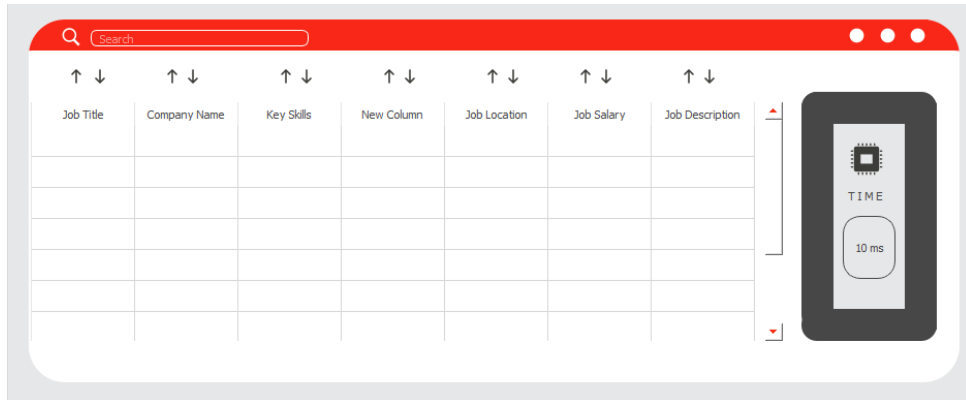 Search
Job Title Company Name Key Skills New Column Job Location Job Salary Job Description
TIME
10 ms